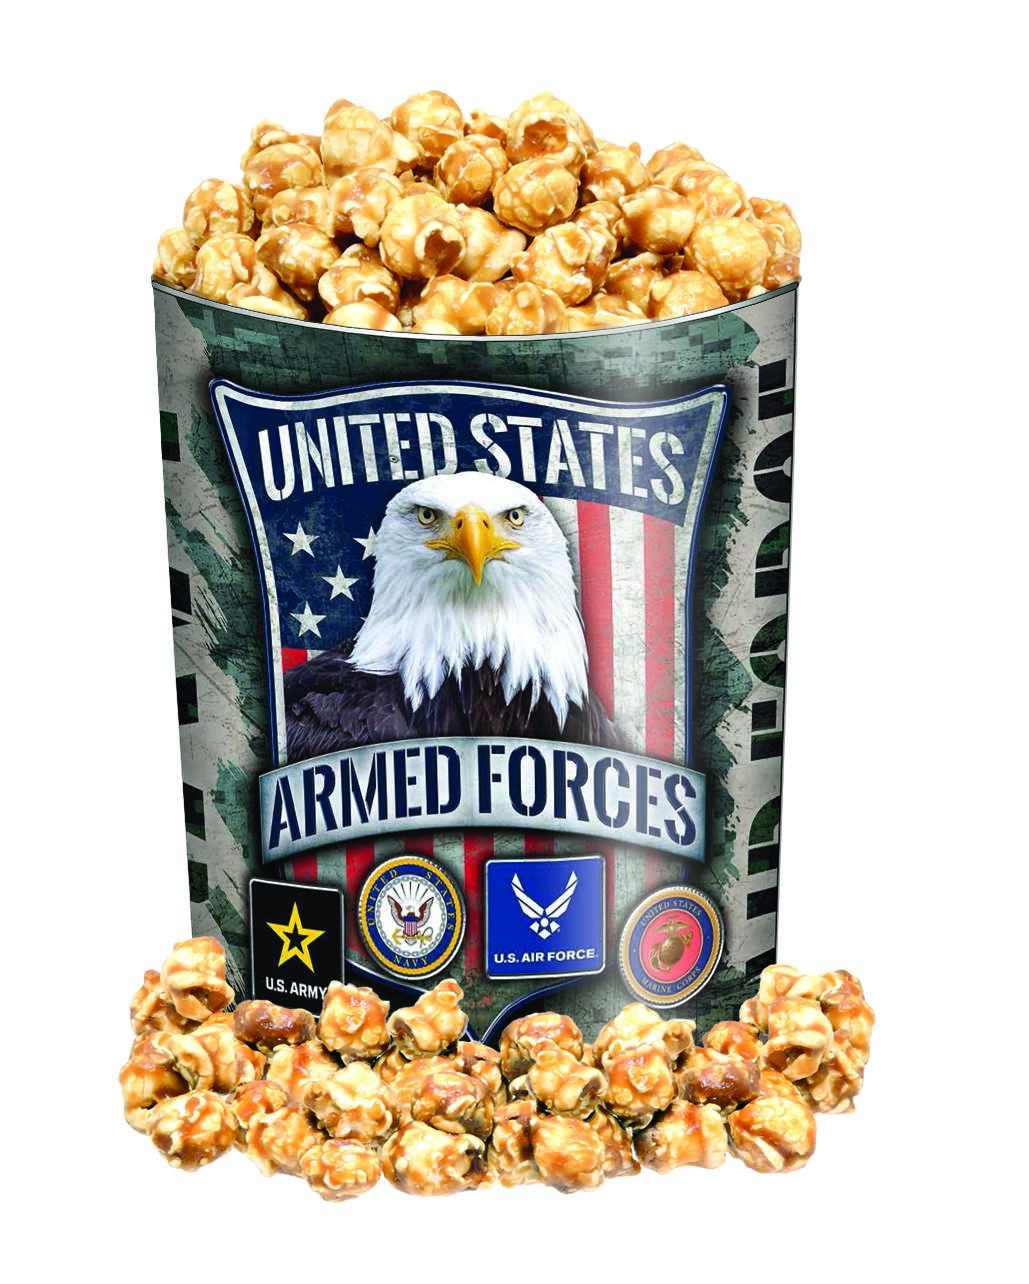 UNITED STATES
ARMED FORCES
UNITED STATES
NAVY
U.S. AIR FORCE
UNITED STATES
MARINE CORPS
U.S. ARMY